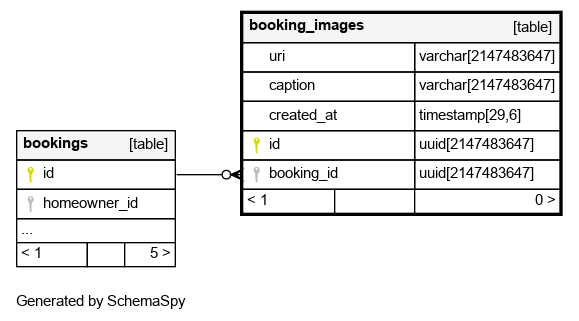 booking_images [table]
uri varchar[2147483647]
caption varchar[2147483647]
created_at timestamp[29,6]
id uuid[2147483647]
booking_id uuid[2147483647]
< 1 0 >
bookings [table]
id
homeowner_id
...
< 1 5 >
Generated by SchemaSpy